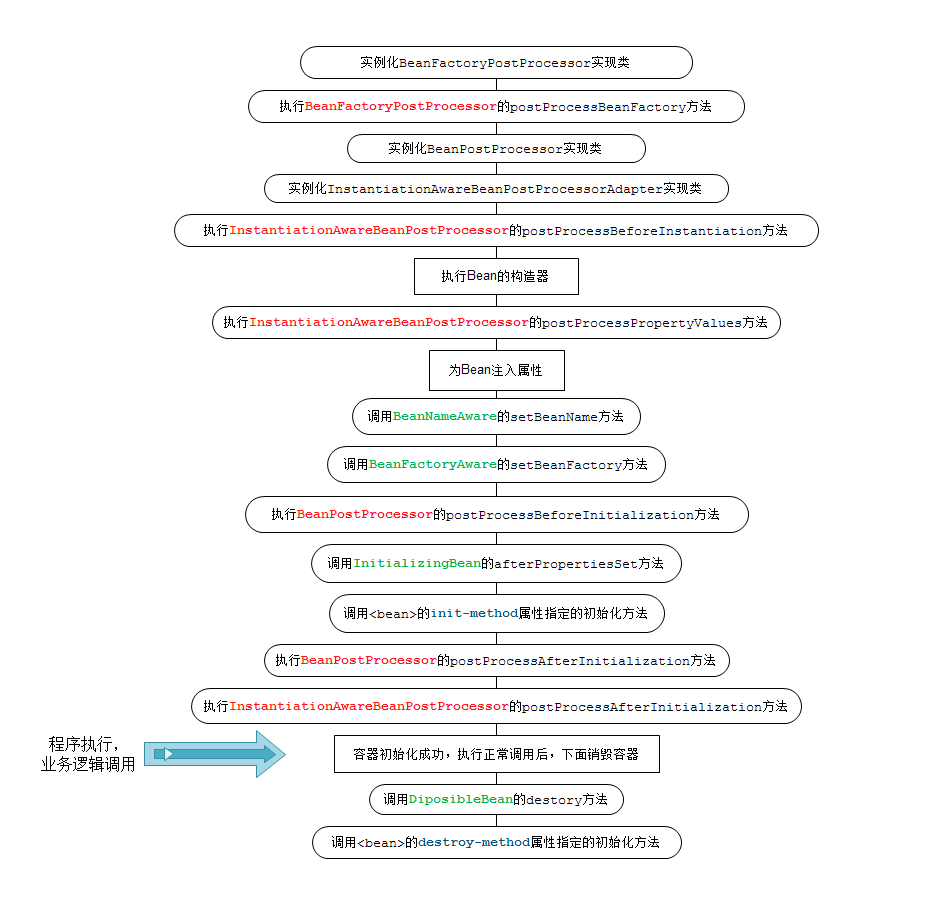 实例化BeanFactoryPostProcessor实现类
执行BeanFactoryPostProcessor的postProcessBeanFactory方法
实例化BeanPostProcessor实现类
实例化InstantiationAwareBeanPostProcessorAdapter实现类
执行InstantiationAwareBeanPostProcessor的postProcessBeforeInstantiation方法
执行Bean的构造器
执行InstantiationAwareBeanPostProcessor的postProcessPropertyValues方法
为Bean注入属性
调用BeanNameAware的setBeanName方法
调用BeanFactoryAware的setBeanFactory方法
执行BeanPostProcessor的postProcessBeforeInitialization方法
调用InitializingBean的afterPropertiesSet方法
调用<bean>的init-method属性指定的初始化方法
执行BeanPostProcessor的postProcessAfterInitialization方法
执行InstantiationAwareBeanPostProcessor的postProcessAfterInitialization方法
程序执行，
业务逻辑调用
容器初始化成功，执行正常调用后，下面销毁容器
调用DiposibleBean的destory方法
调用<bean>的destroy-method属性指定的初始化方法